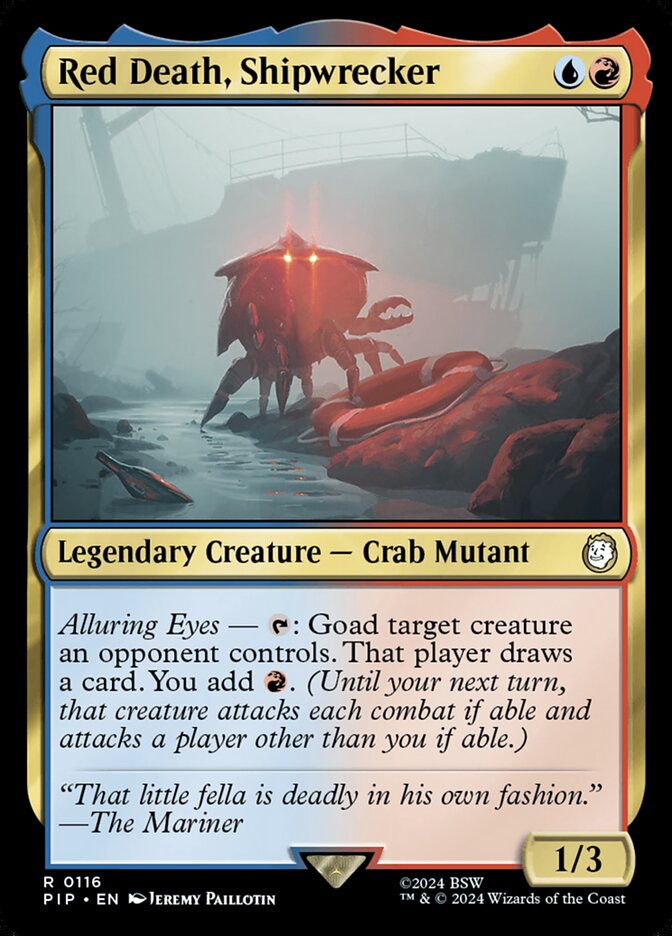 Red Death, Shipwrecker
Legendary Creature — Crab Mutant
Alluring Eyes — : Goad target creature
an opponent controls. That player draws
a card. You add . (Until your next turn,
that creature attacks each combat if able and
attacks a player other than you if able.)
“That little fella is deadly in his own fashion.”
—The Mariner
1/3
R 0116
PIP • EN Jeremy Paillotin
©2024 BSW
™ & © 2024 Wizards of the Coast